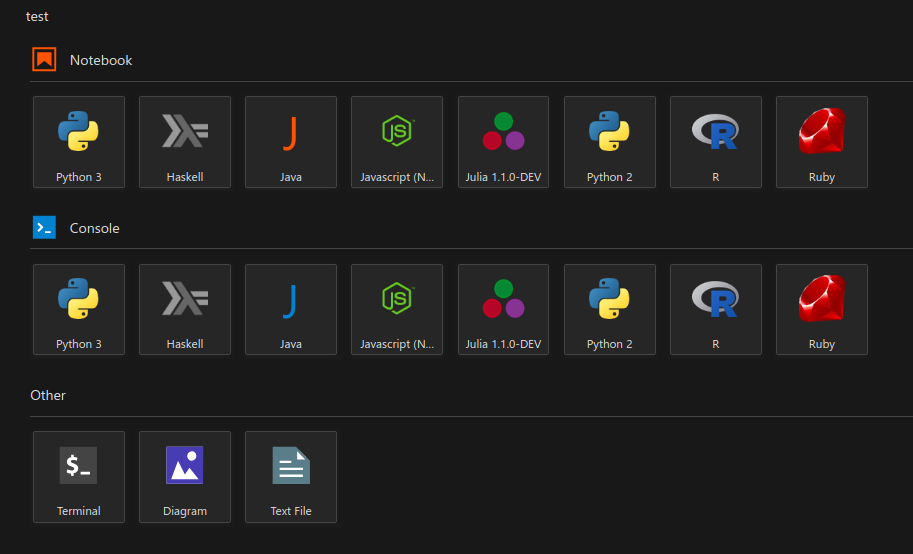 test
Notebook
Python 3
Haskell
J
Java
JS
Javascript (N...
Julia 1.1.0-DEV
Python 2
R
R
Ruby
Console
Python 3
Haskell
J
Java
JS
Javascript (N...
Julia 1.1.0-DEV
Python 2
R
R
Ruby
Other
$_
Terminal
Diagram
Text File